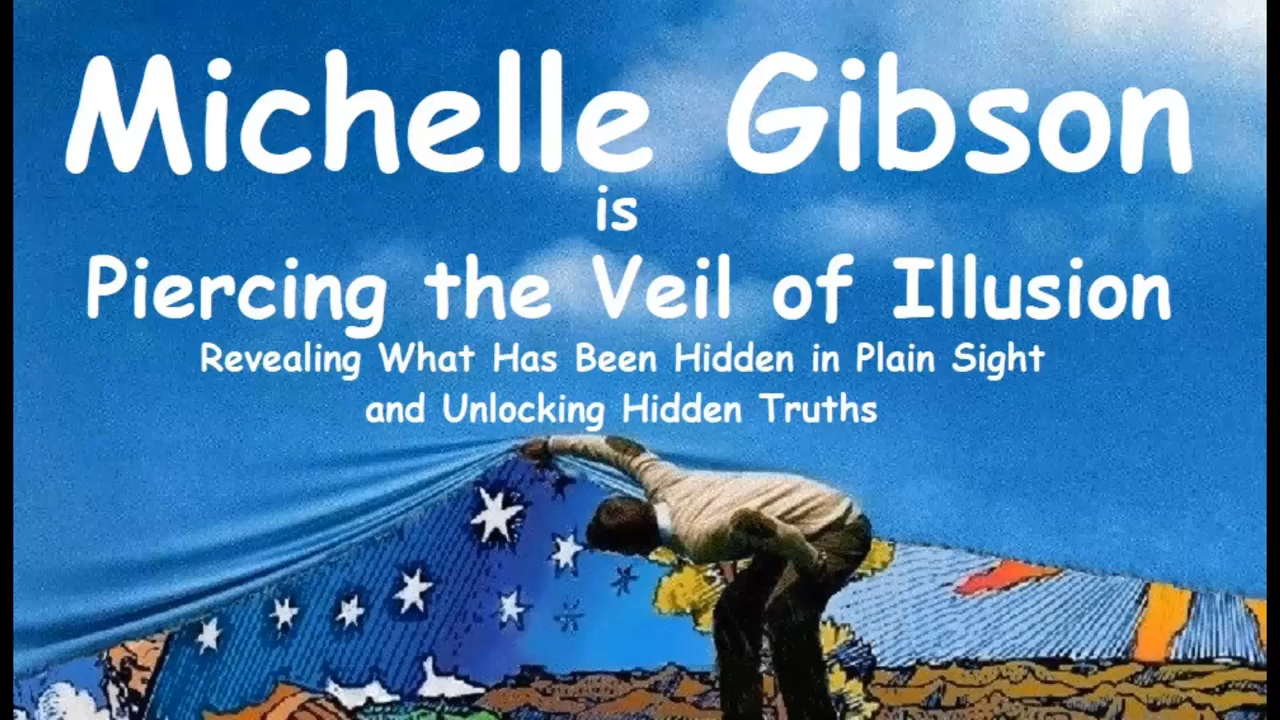 Michelle Gibson
is
Piercing the Veil of Illusion
Revealing What Has Been Hidden in Plain Sight
and Unlocking Hidden Truths